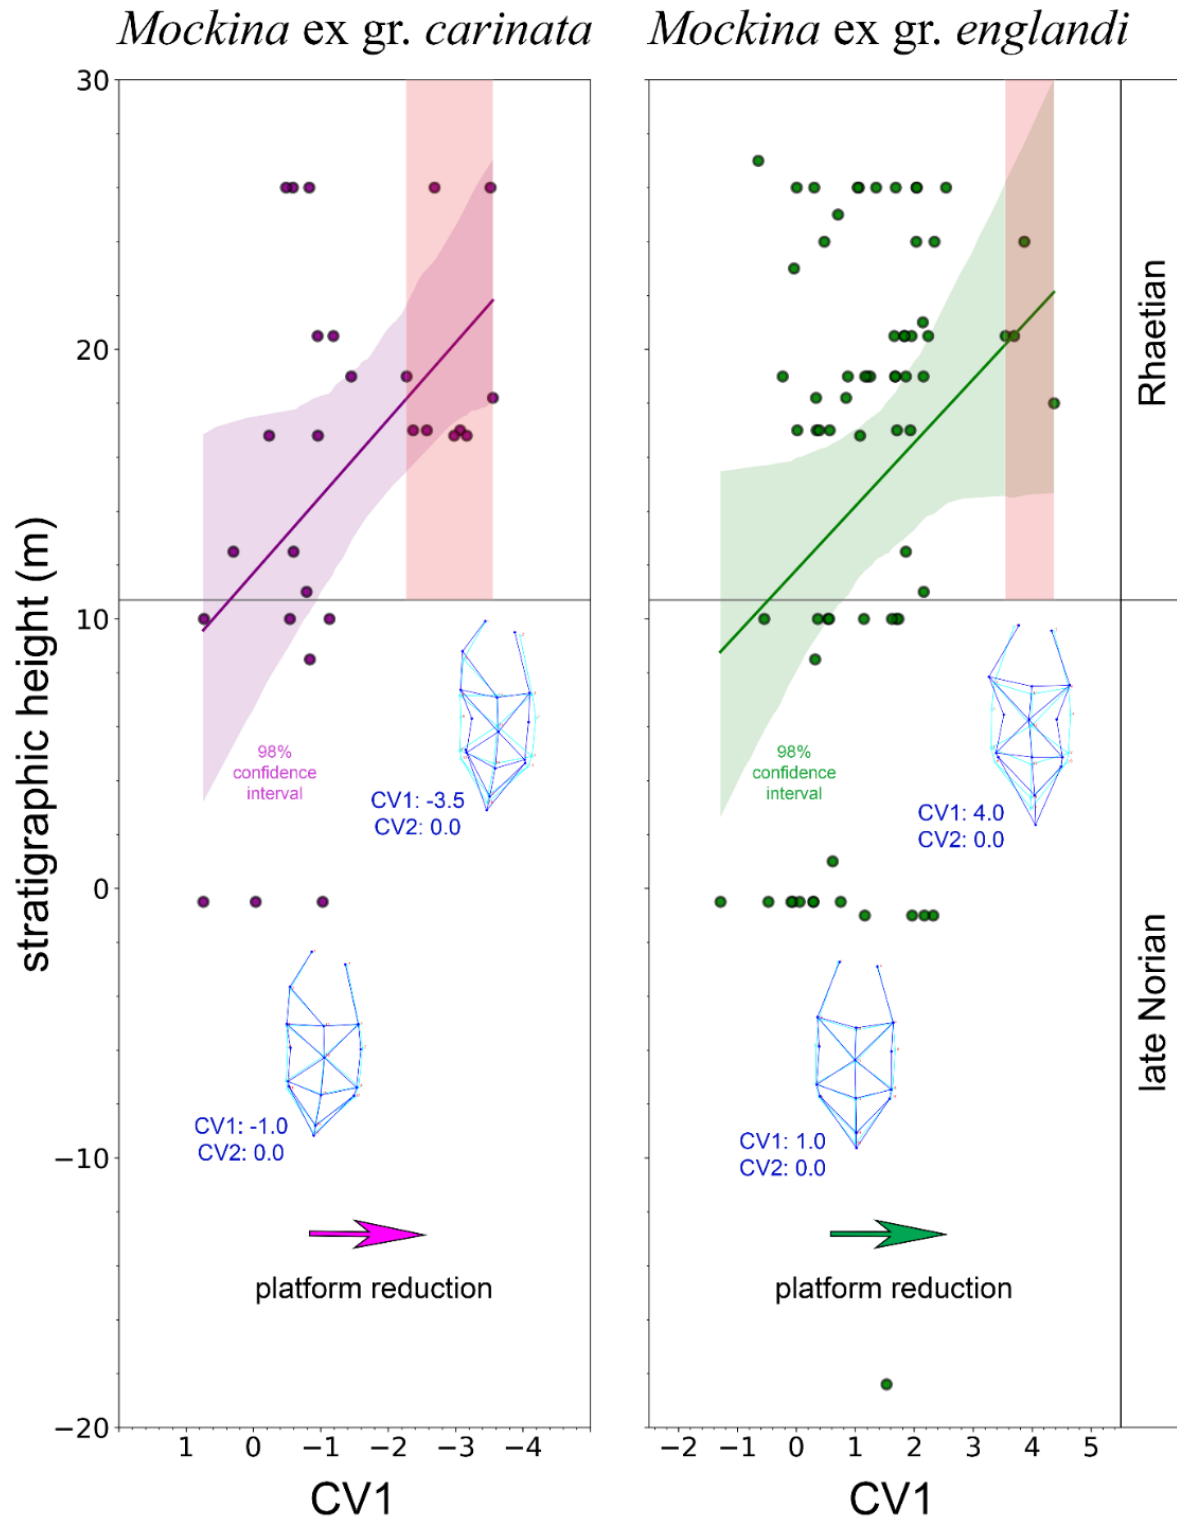 Mockina ex gr. carinata
Mockina ex gr. englandi
30
20
10
0
−10
−20
stratigraphic height (m)
98%
confidence
interval
CV1: -3.5
CV2: 0.0
CV1: -1.0
CV2: 0.0
platform reduction
1 0 −1 −2 −3 −4
CV1
98%
confidence
interval
CV1: 4.0
CV2: 0.0
CV1: 1.0
CV2: 0.0
platform reduction
−2 −1 0 1 2 3 4 5
CV1
Rhaetian
late Norian